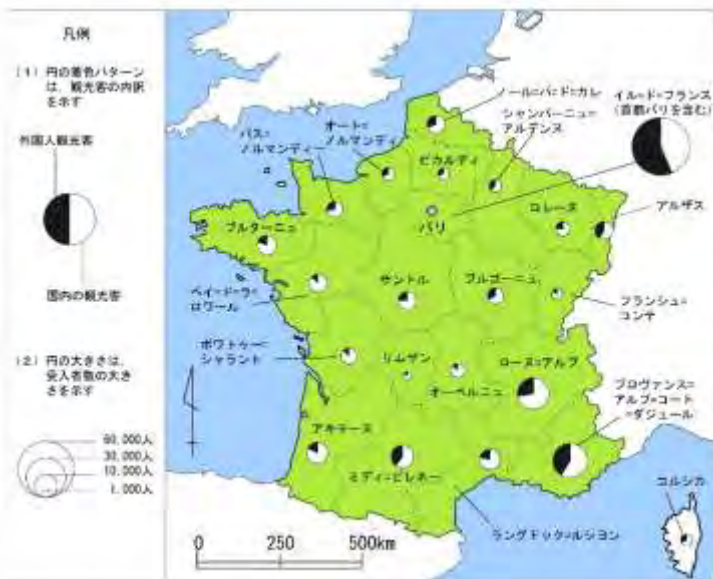 凡例
(1) 円の着色パターン
は、観光客の内訳
を示す
外国人観光客
国内の観光客
(2) 円の大きさは、
受入者数の大き
さを示す
60,000人
30,000人
10,000人
1,000人
ノール=パ=ド=カレ
シャンパーニュ=
アルデンヌ
イル=ド=フランス
(首都パリを含む)
オート=
ノルマンディ
バス=
ノルマンディー
ピカルディ
ロレーヌ
アルザス
パリ
ブルターニュ
ペイ=ド=ラ=
ロワール
サントル
ブルゴーニュ
フランシュ=
コンテ
ポワトゥー=
シャラント
リムザン
オーベルニュ
ローヌ=アルプ
プロヴァンス=
アルプ=コート
=ダジュール
アキテーヌ
ミディ=ピレネー
コルシカ
ラングドック=ルシヨン
0 250 500km